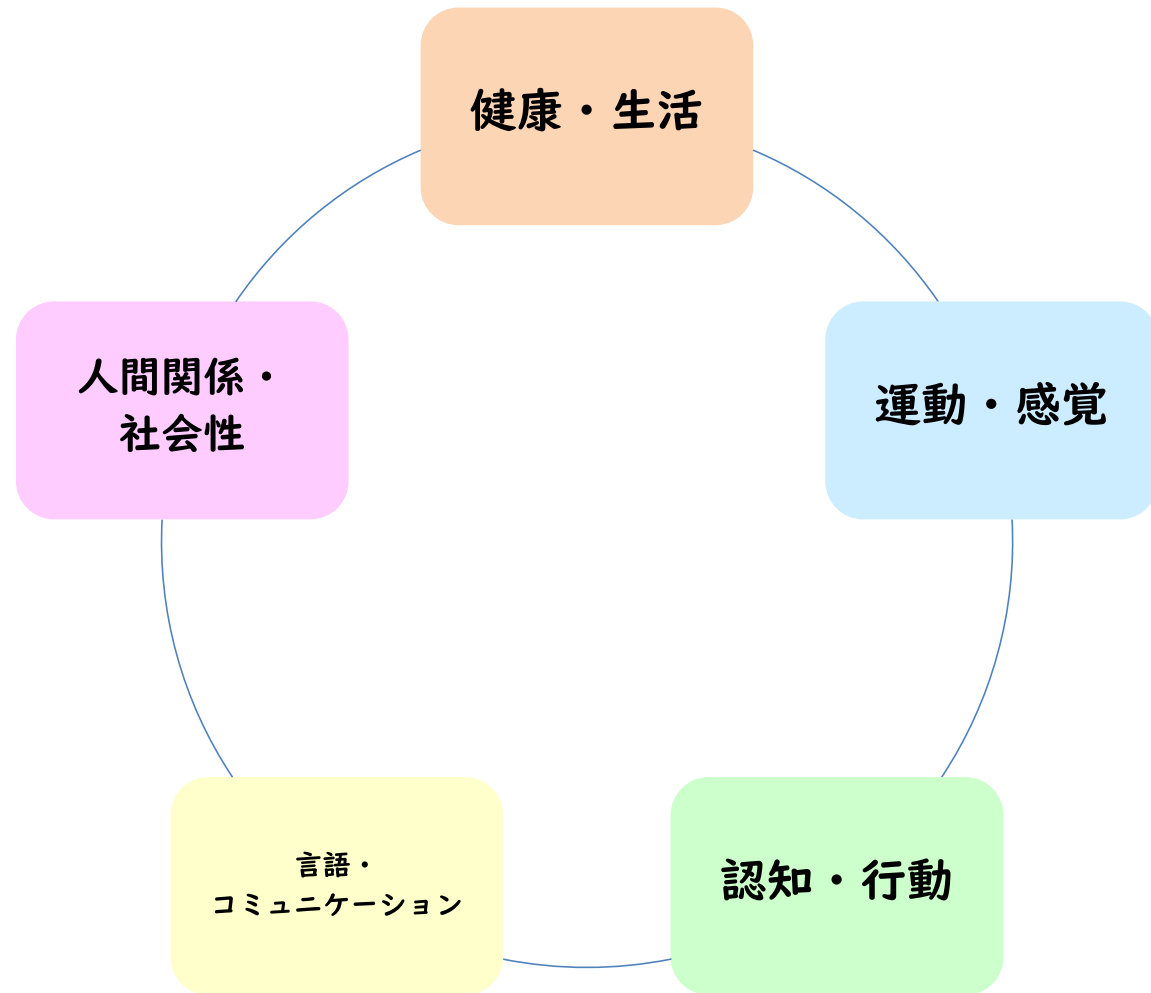 健康・生活
運動・感覚
認知・行動
言語・
コミュニケーション
人間関係・
社会性